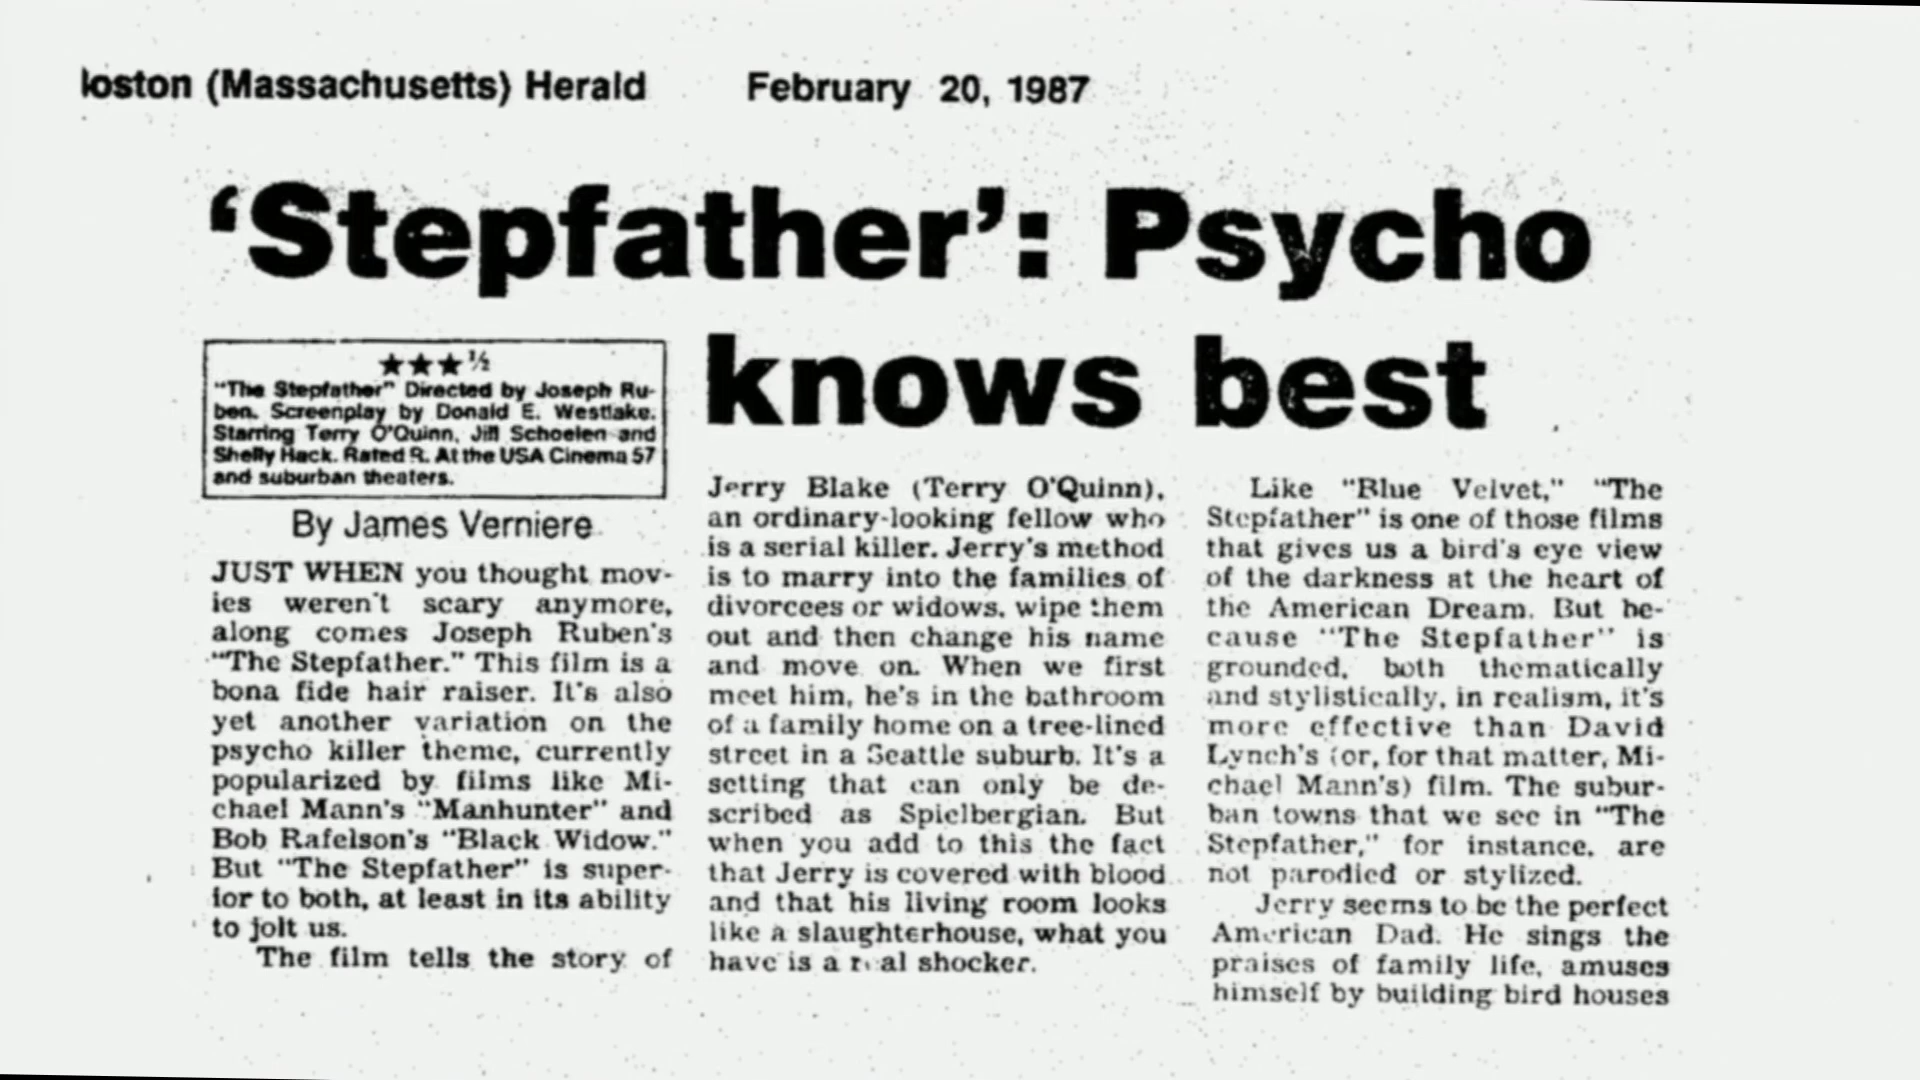 loston (Massachusetts) Herald February 20, 1987
‘Stepfather’: Psycho
knows best
★★★½
"The Stepfather" Directed by Joseph Ru-
ben. Screenplay by Donald E. Westlake.
Starring Terry O'Quinn, Jill Schoelen and
Shelly Hack. Rated R. At the USA Cinema 57
and suburban theaters.
By James Verniere
JUST WHEN you thought mov-
ies weren't scary anymore,
along comes Joseph Ruben's
"The Stepfather." This film is a
bona fide hair raiser. It's also
yet another variation on the
psycho killer theme, currently
popularized by films like Mi-
chael Mann's "Manhunter" and
Bob Rafelson's "Black Widow."
But "The Stepfather" is super-
ior to both, at least in its ability
to jolt us.
The film tells the story of
Jerry Blake (Terry O'Quinn),
an ordinary-looking fellow who
is a serial killer. Jerry's method
is to marry into the families of
divorcees or widows, wipe them
out and then change his name
and move on. When we first
meet him, he's in the bathroom
of a family home on a tree-lined
street in a Seattle suburb. It's a
setting that can only be de-
scribed as Spielbergian. But
when you add to this the fact
that Jerry is covered with blood
and that his living room looks
like a slaughterhouse, what you
have is a real shocker.
Like "Blue Velvet," "The
Stepfather" is one of those films
that gives us a bird's eye view
of the darkness at the heart of
the American Dream. But be-
cause "The Stepfather" is
grounded, both thematically
and stylistically, in realism, it's
more effective than David
Lynch's (or, for that matter, Mi-
chael Mann's) film. The subur-
ban towns that we see in "The
Stepfather," for instance, are
not parodied or stylized.
Jerry seems to be the perfect
American Dad. He sings the
praises of family life, amuses
himself by building bird houses